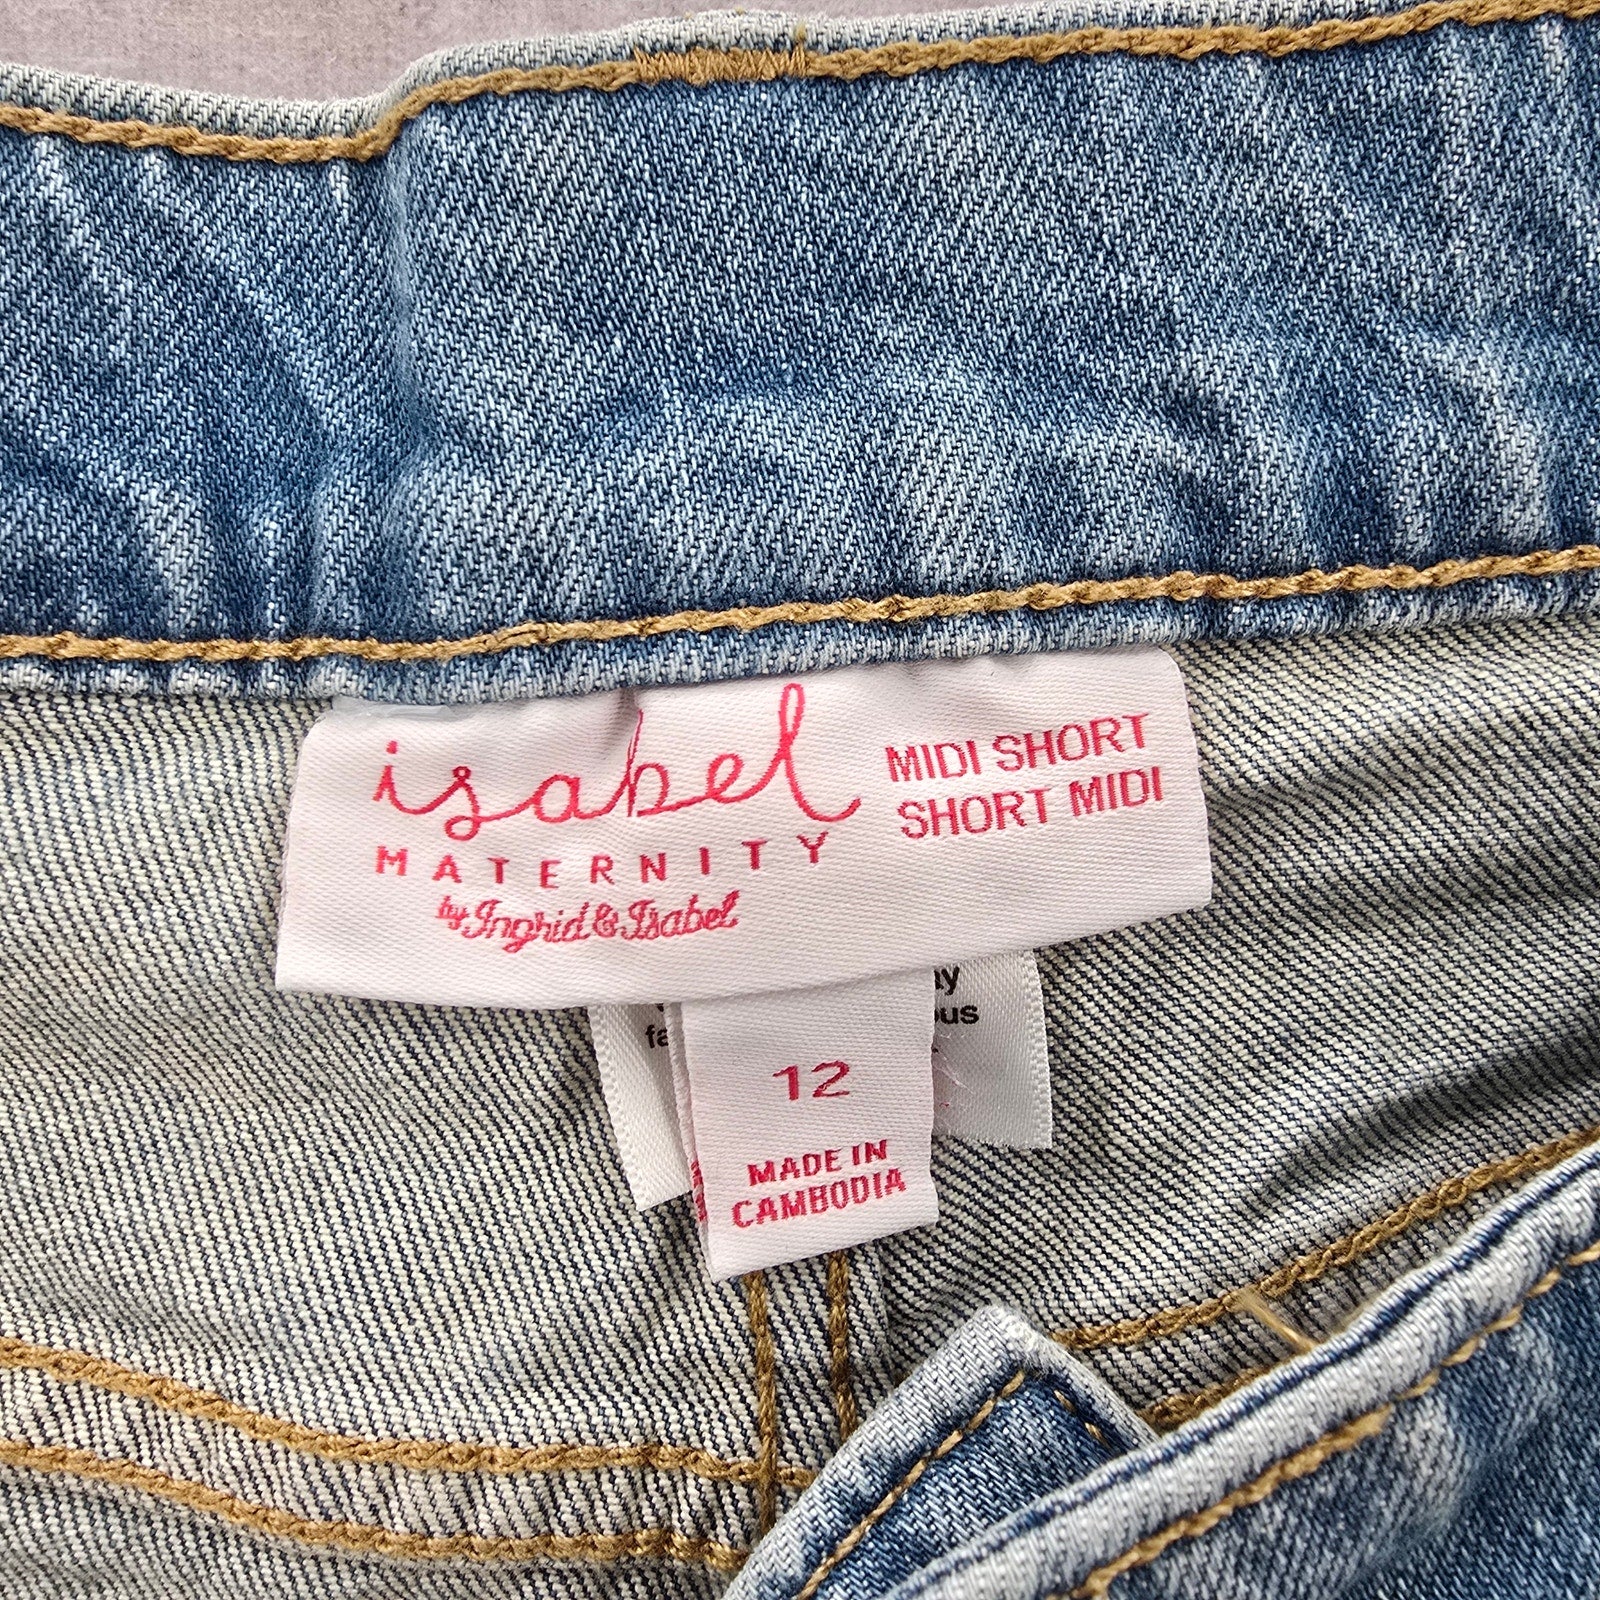 isabel
MATERNITY
by Ingrid & Isabel
MIDI SHORT
SHORT MIDI
12
MADE IN
CAMBODIA